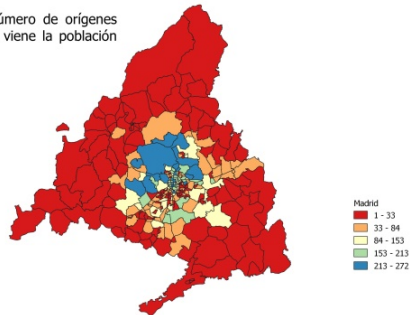 úmero de orígenes
viene la población
Madrid
1 - 33
33 - 84
84 - 153
153 - 213
213 - 272